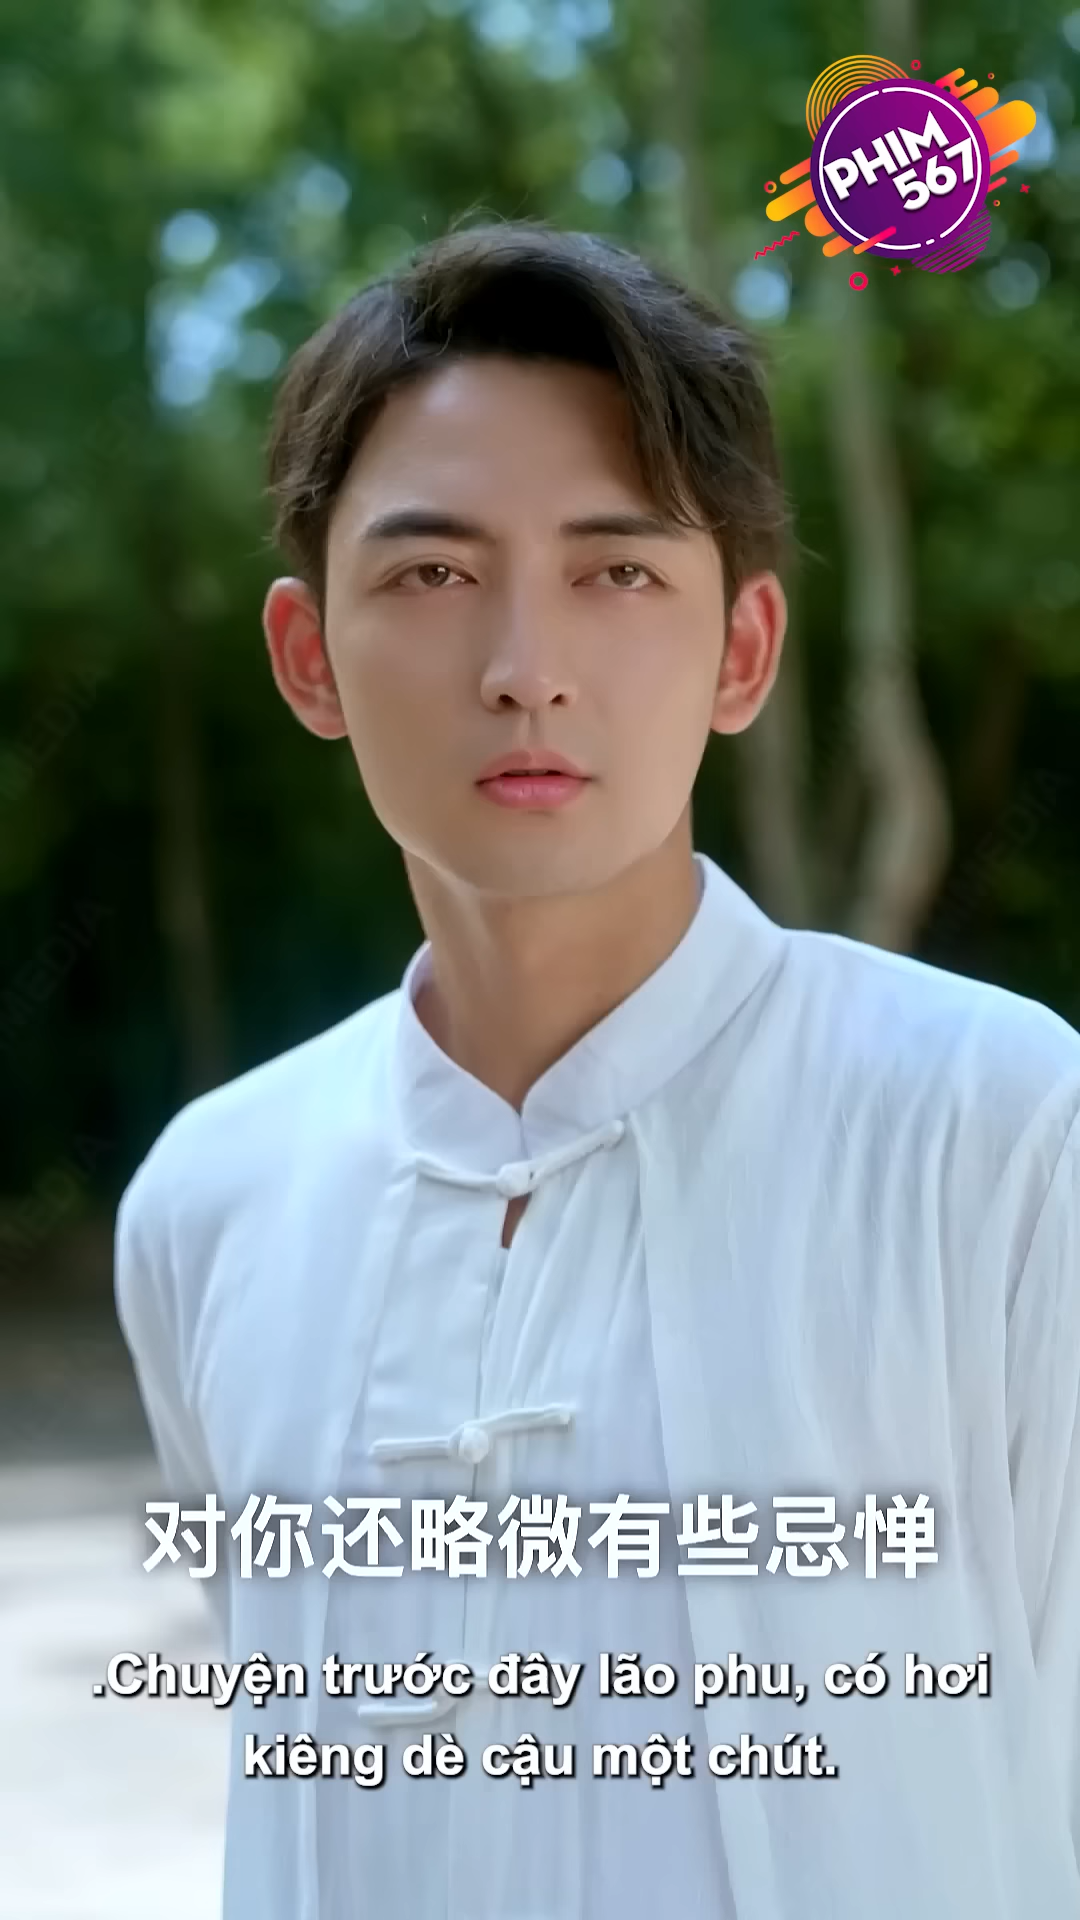 PHIM
567
对你还略微有些忌惮
.Chuyện trước đây lão phu, có hơi
kiêng dè cậu một chút.